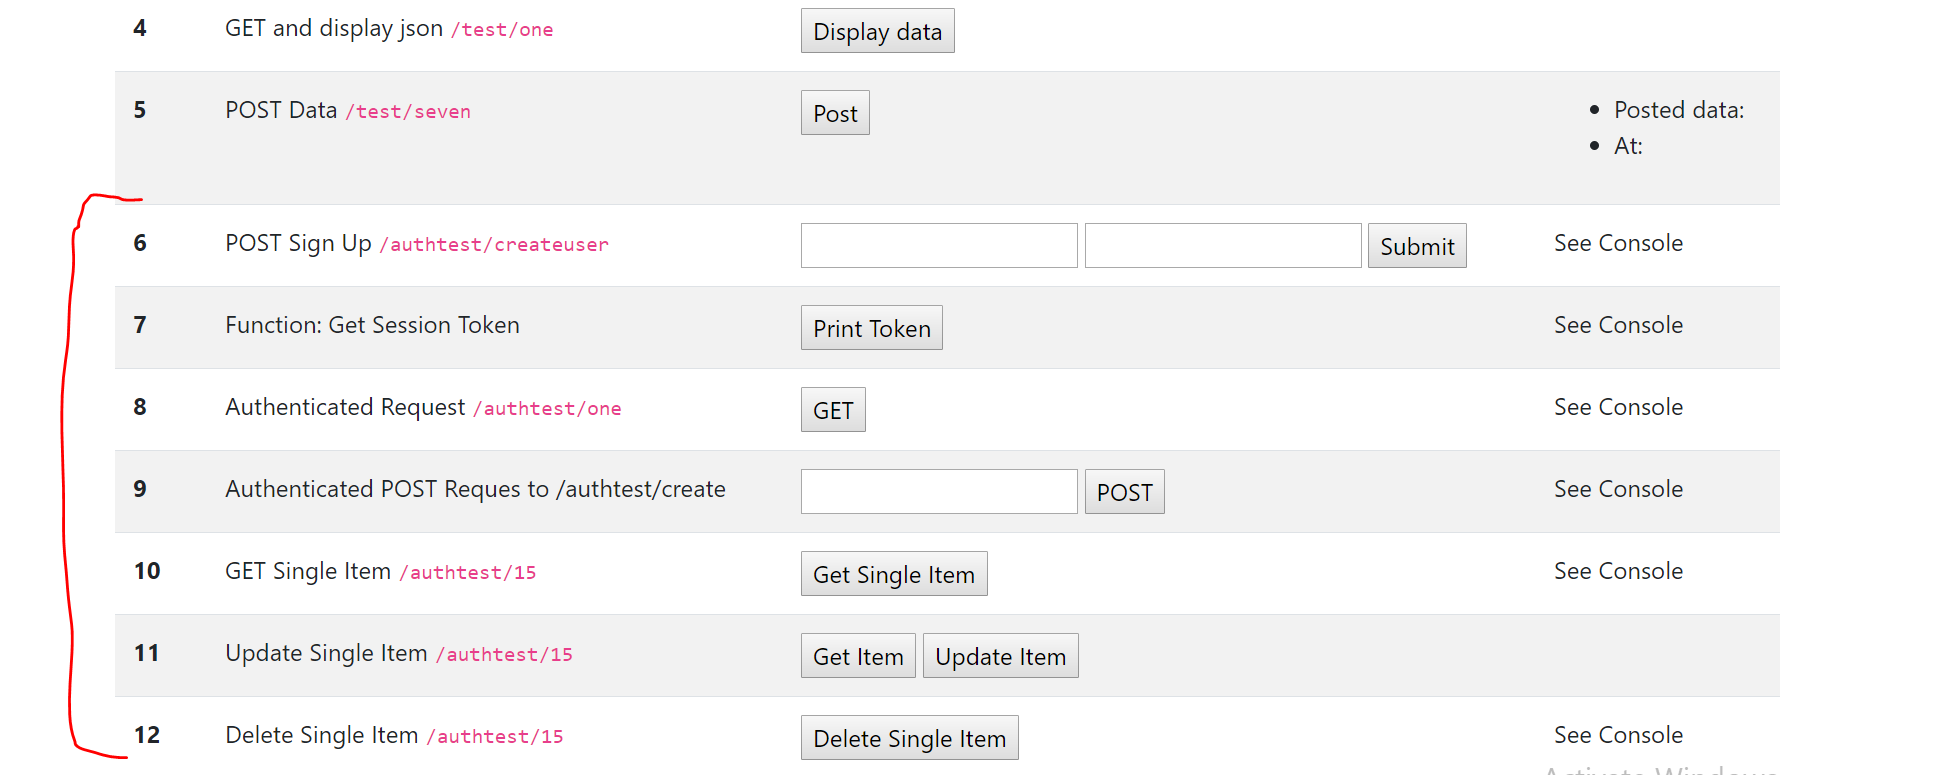 4 GET and display json /test/one Display data
5 POST Data /test/seven Post • Posted data:
• At:
6 POST Sign Up /authtest/createuser Submit See Console
7 Function: Get Session Token Print Token See Console
8 Authenticated Request /authtest/one GET See Console
9 Authenticated POST Reques to /authtest/create POST See Console
10 GET Single Item /authtest/15 Get Single Item See Console
11 Update Single Item /authtest/15 Get Item Update Item
12 Delete Single Item /authtest/15 Delete Single Item See Console
Activate Windows